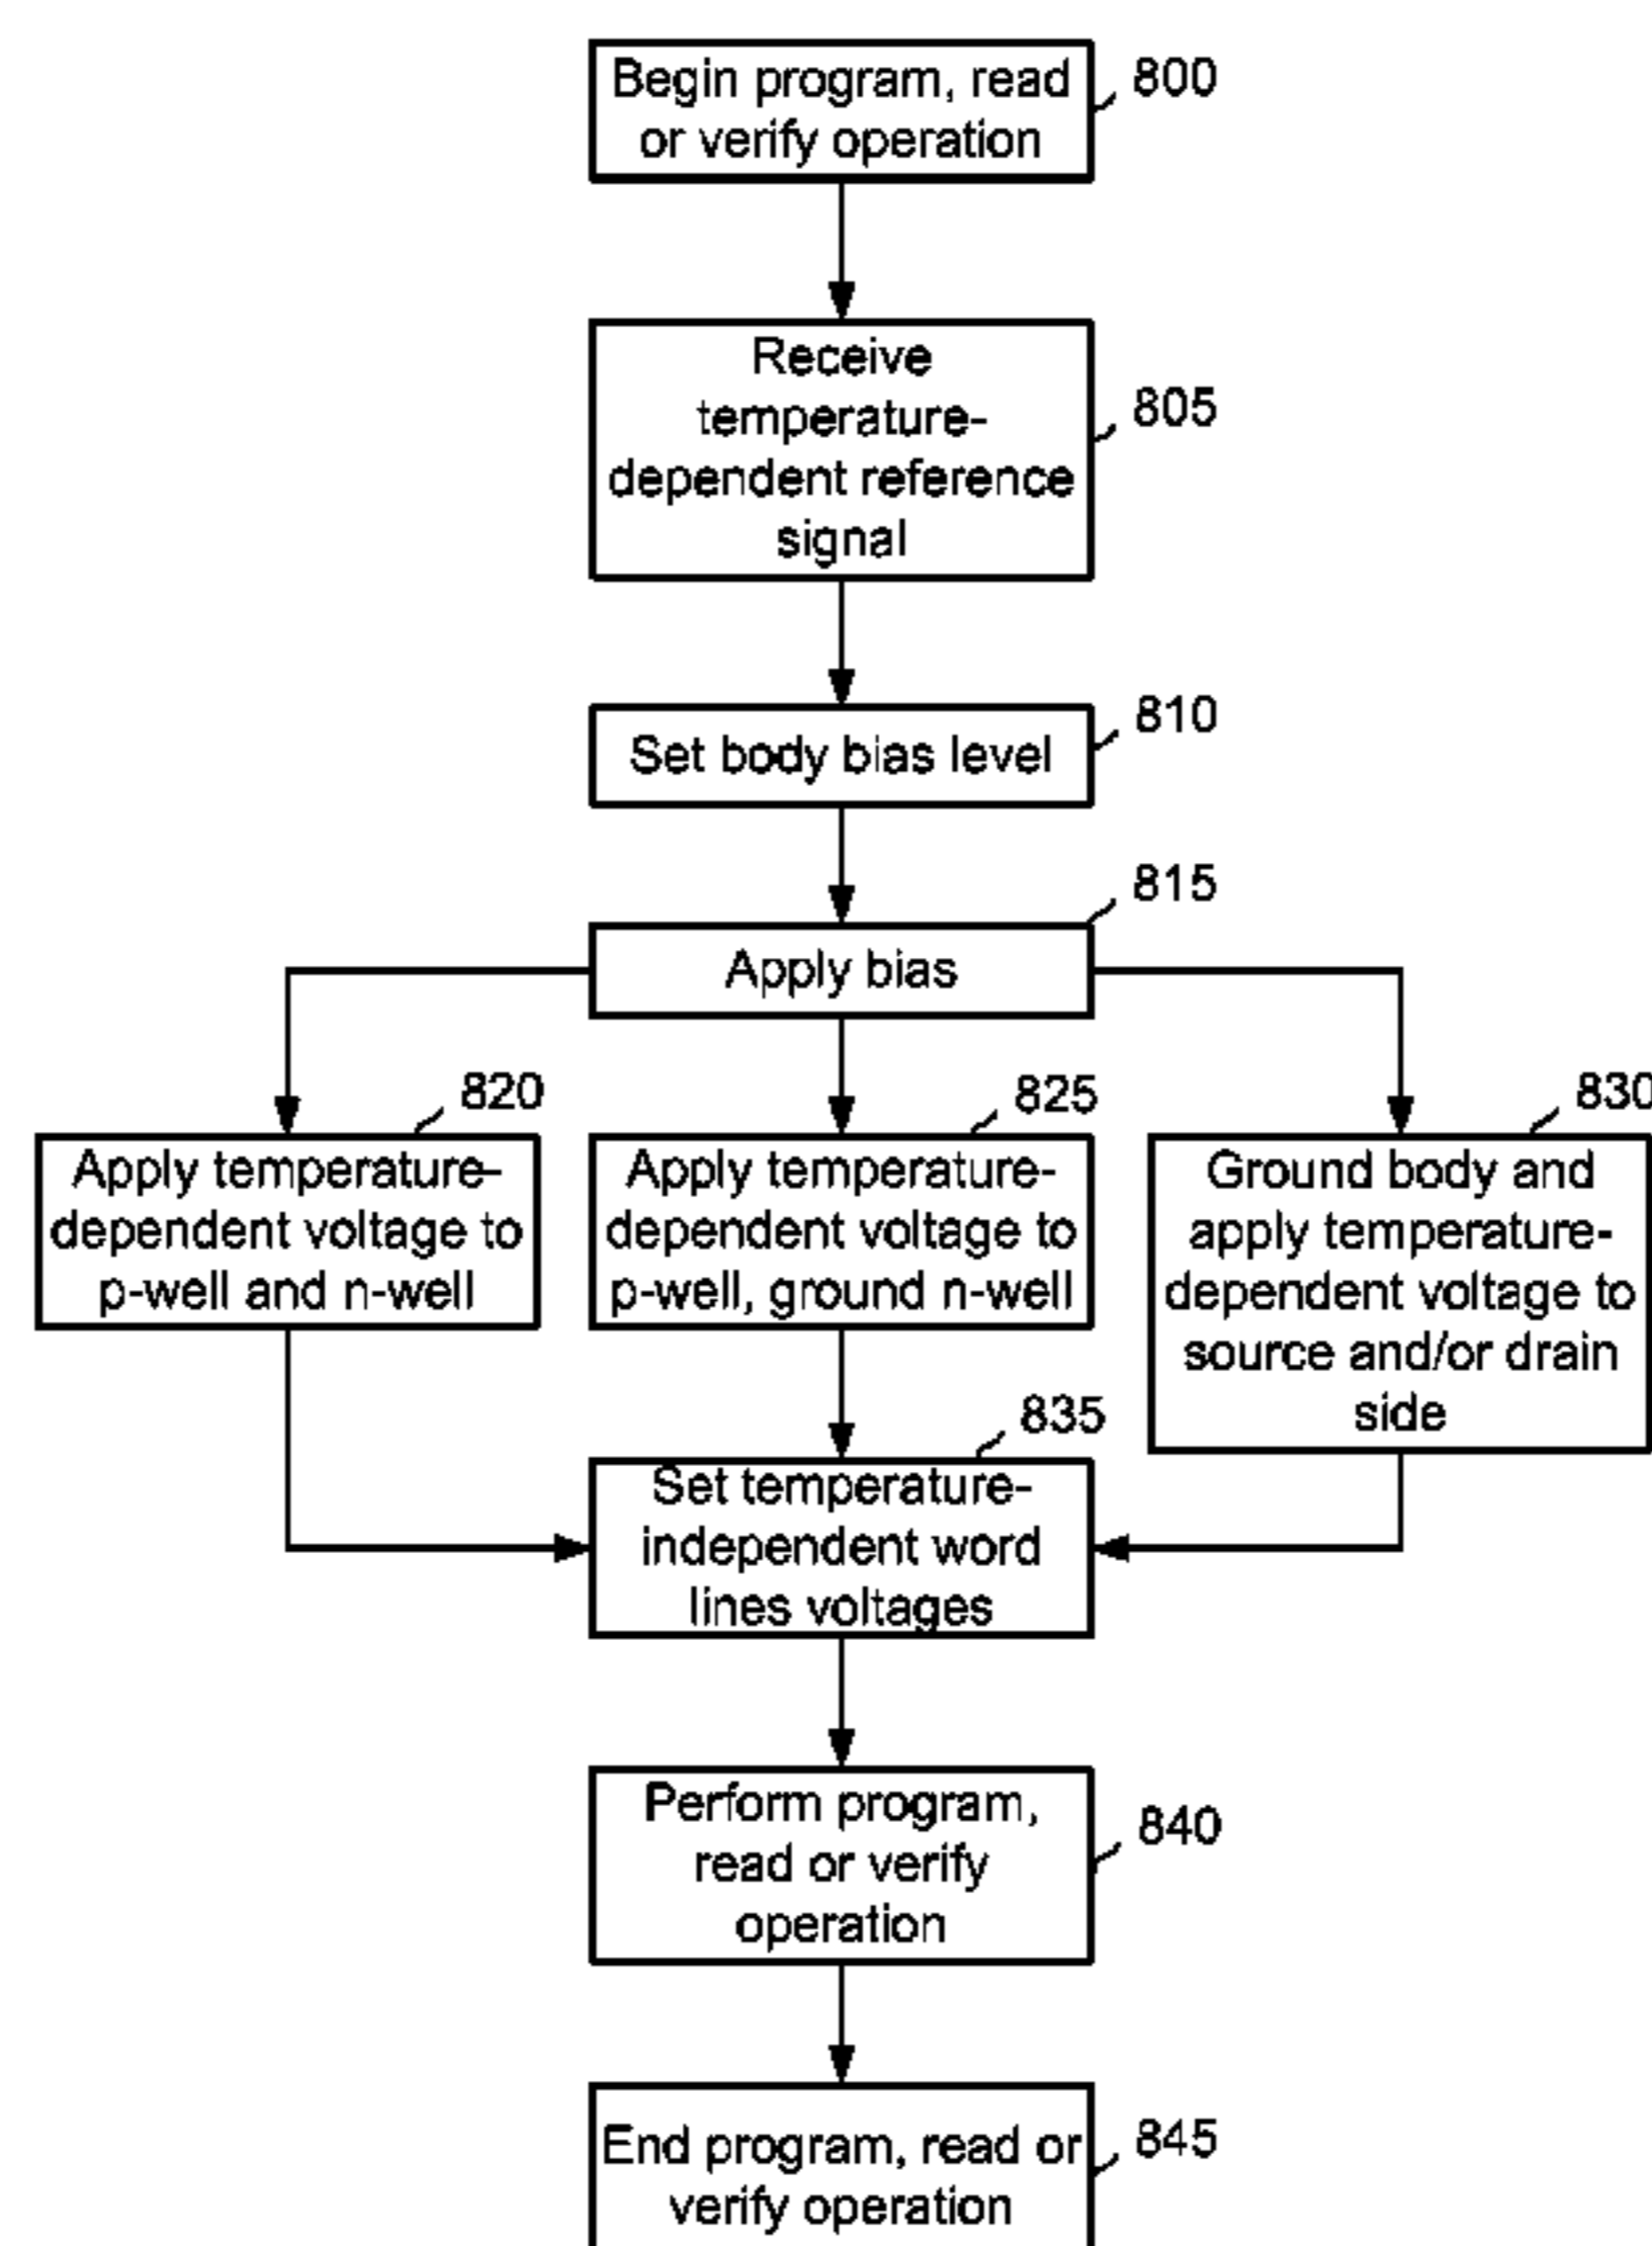 Begin program, read
or verify operation
800
Receive
temperature-
dependent reference
signal
805
Set body bias level
810
815
Apply bias
820
Apply temperature-
dependent voltage to
p-well and n-well
825
Apply temperature-
dependent voltage to
p-well, ground n-well
830
Ground body and
apply temperature-
dependent voltage to
source and/or drain
side
835
Set temperature-
independent word
lines voltages
Perform program,
read or verify
operation
840
End program, read or
verify operation
845